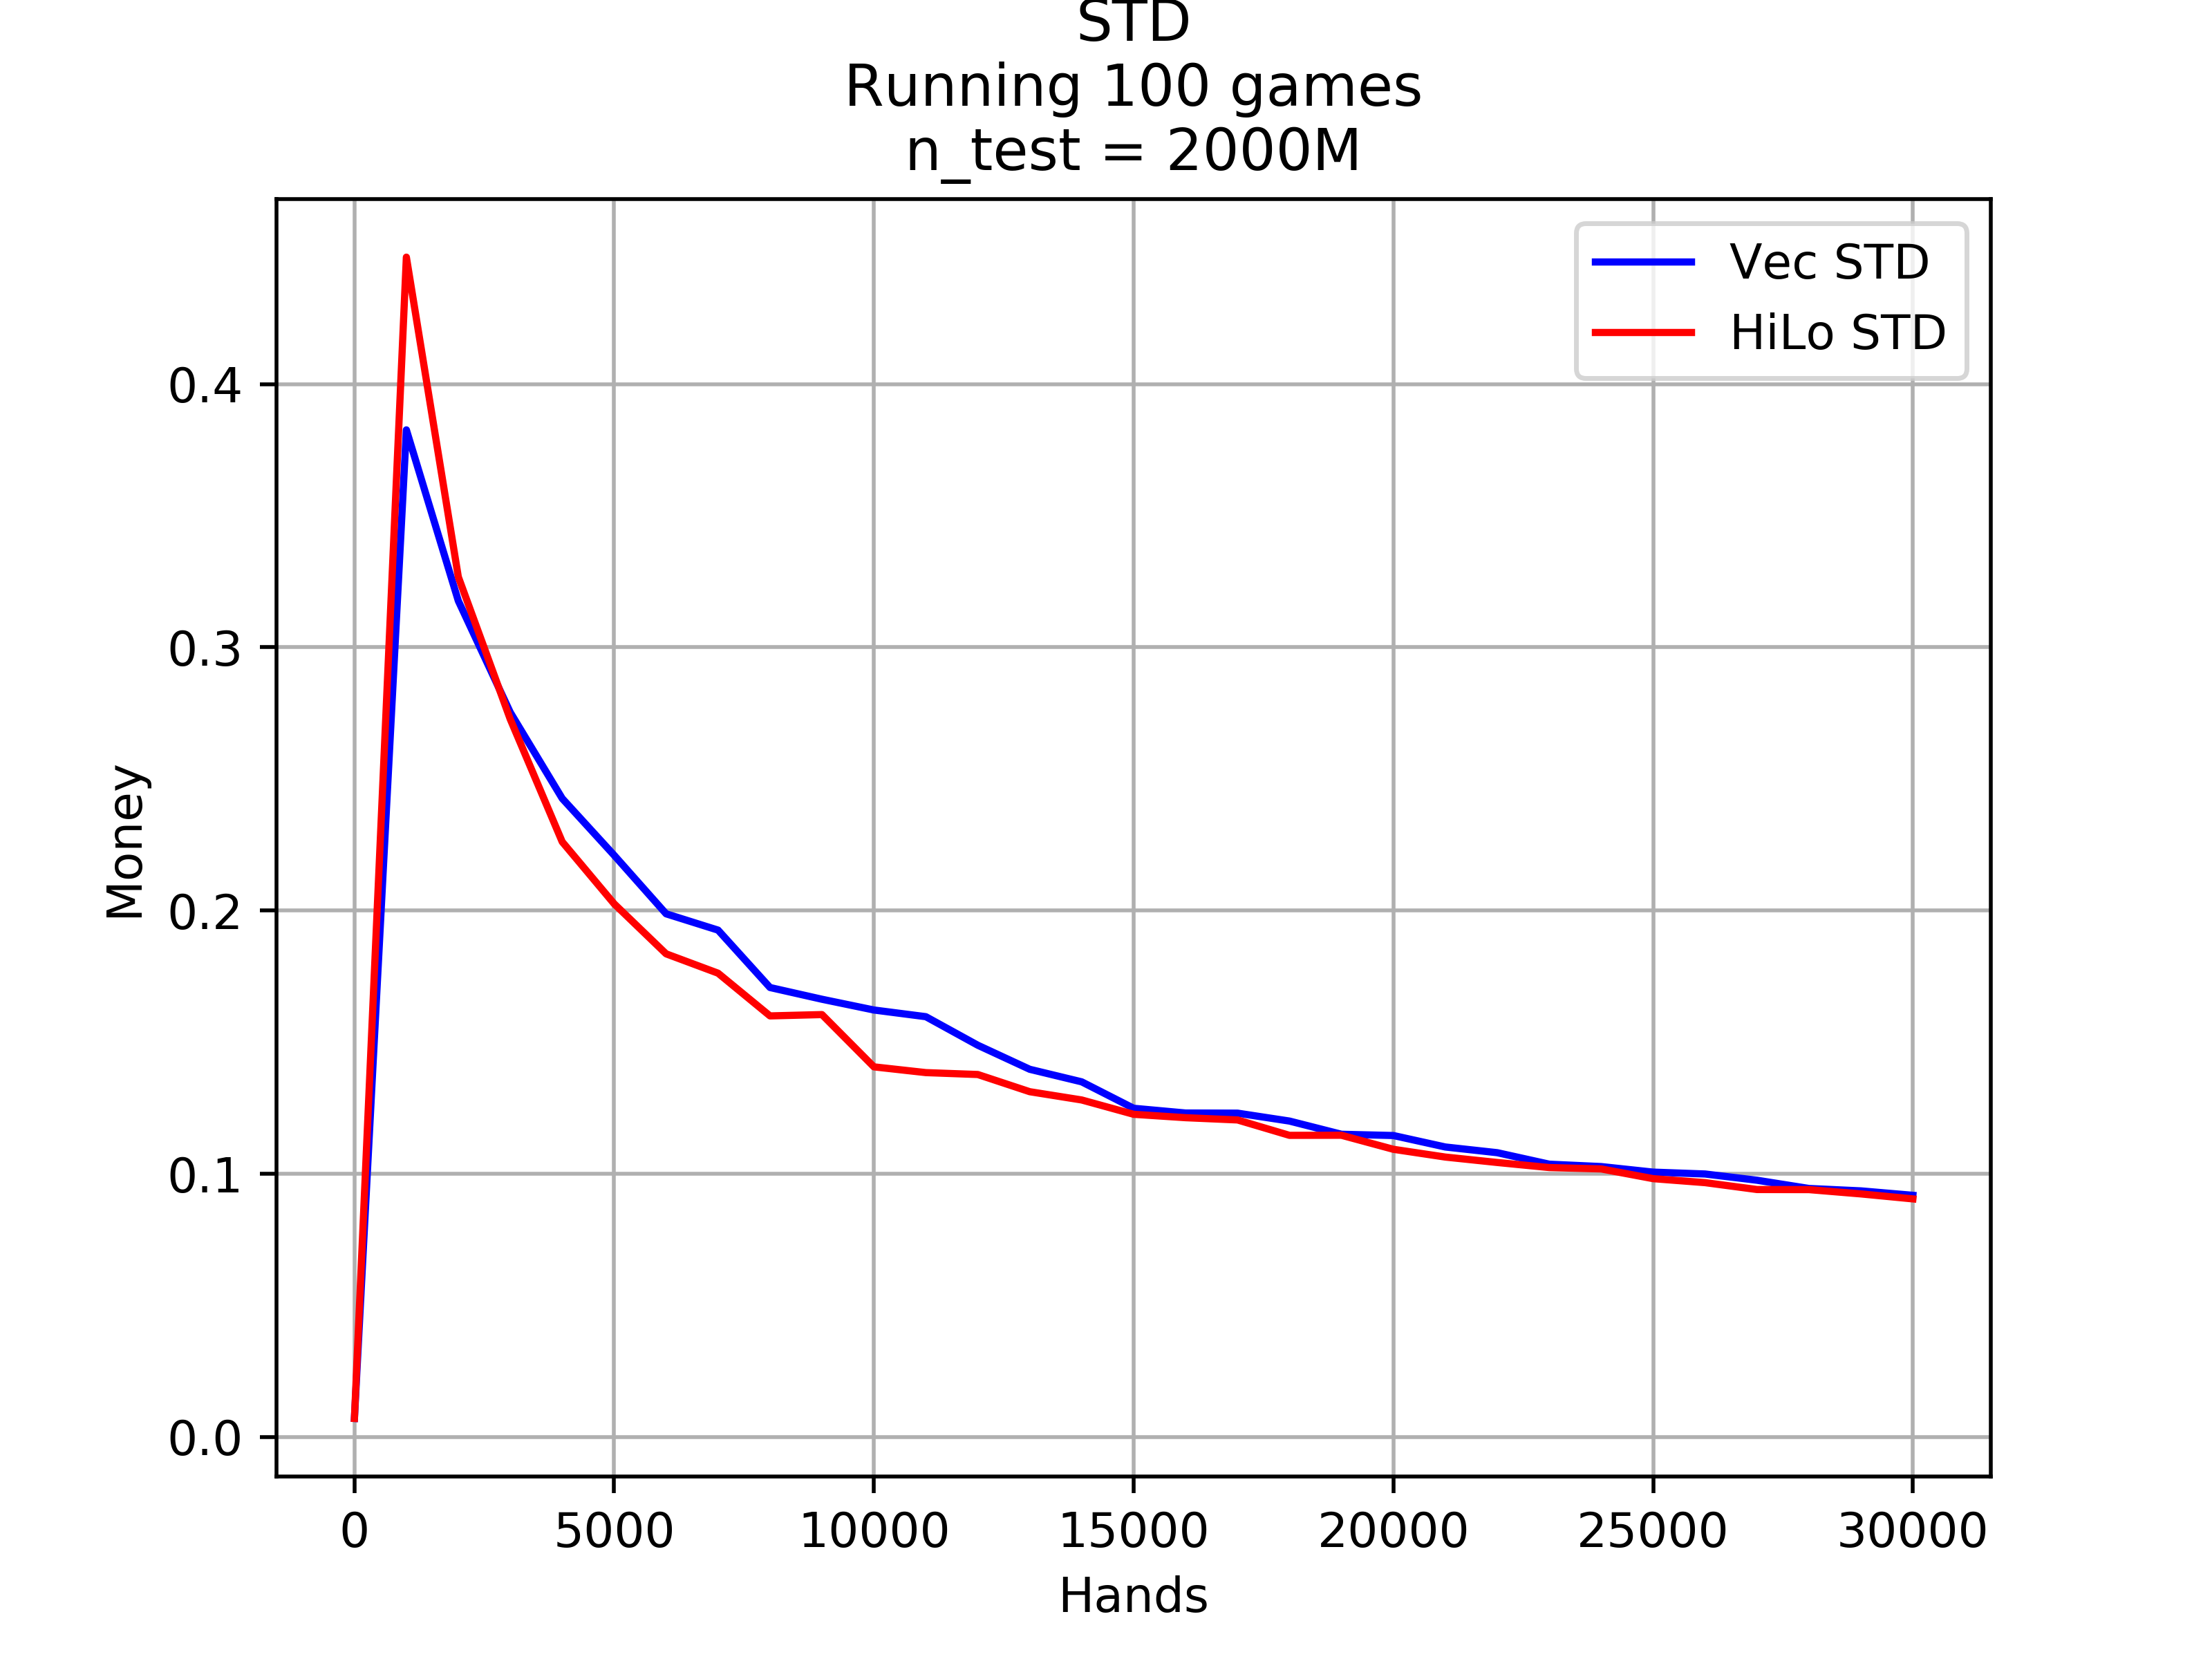 STD
Running 100 games
n_test = 2000M
Vec STD
HiLo STD
0.4
0.3
0.2
0.1
0.0
Money
0 5000 10000 15000 20000 25000 30000
Hands